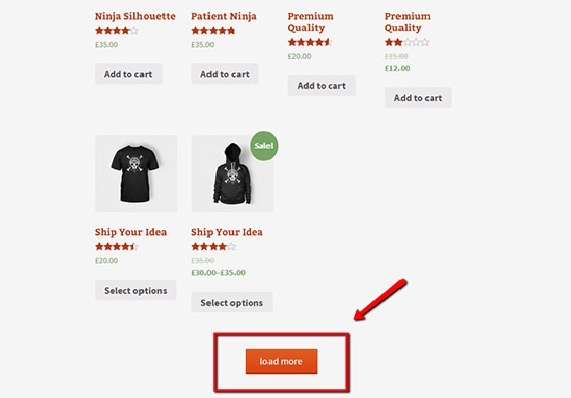 Ninja Silhouette
£35.00
Add to cart
Patient Ninja
£35.00
Add to cart
Premium
Quality
£20.00
Add to cart
Premium
Quality
£15.00
£12.00
Add to cart
Ship Your Idea
£20.00
Select options
Sale!
Ship Your Idea
£35.00
£30.00–£35.00
Select options
load more